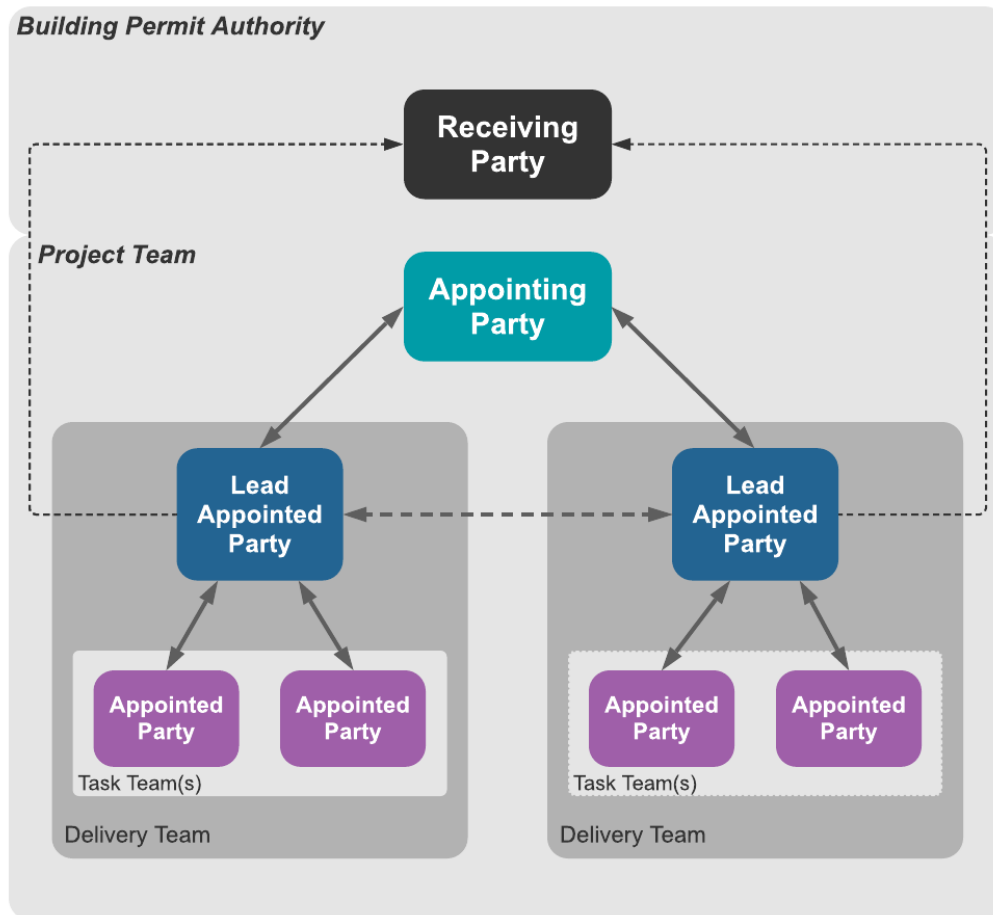 Building Permit Authority
Receiving
Party
Project Team
Appointing
Party
Lead
Appointed
Party
Lead
Appointed
Party
Appointed
Party
Appointed
Party
Appointed
Party
Appointed
Party
Task Team(s)
Task Team(s)
Delivery Team
Delivery Team